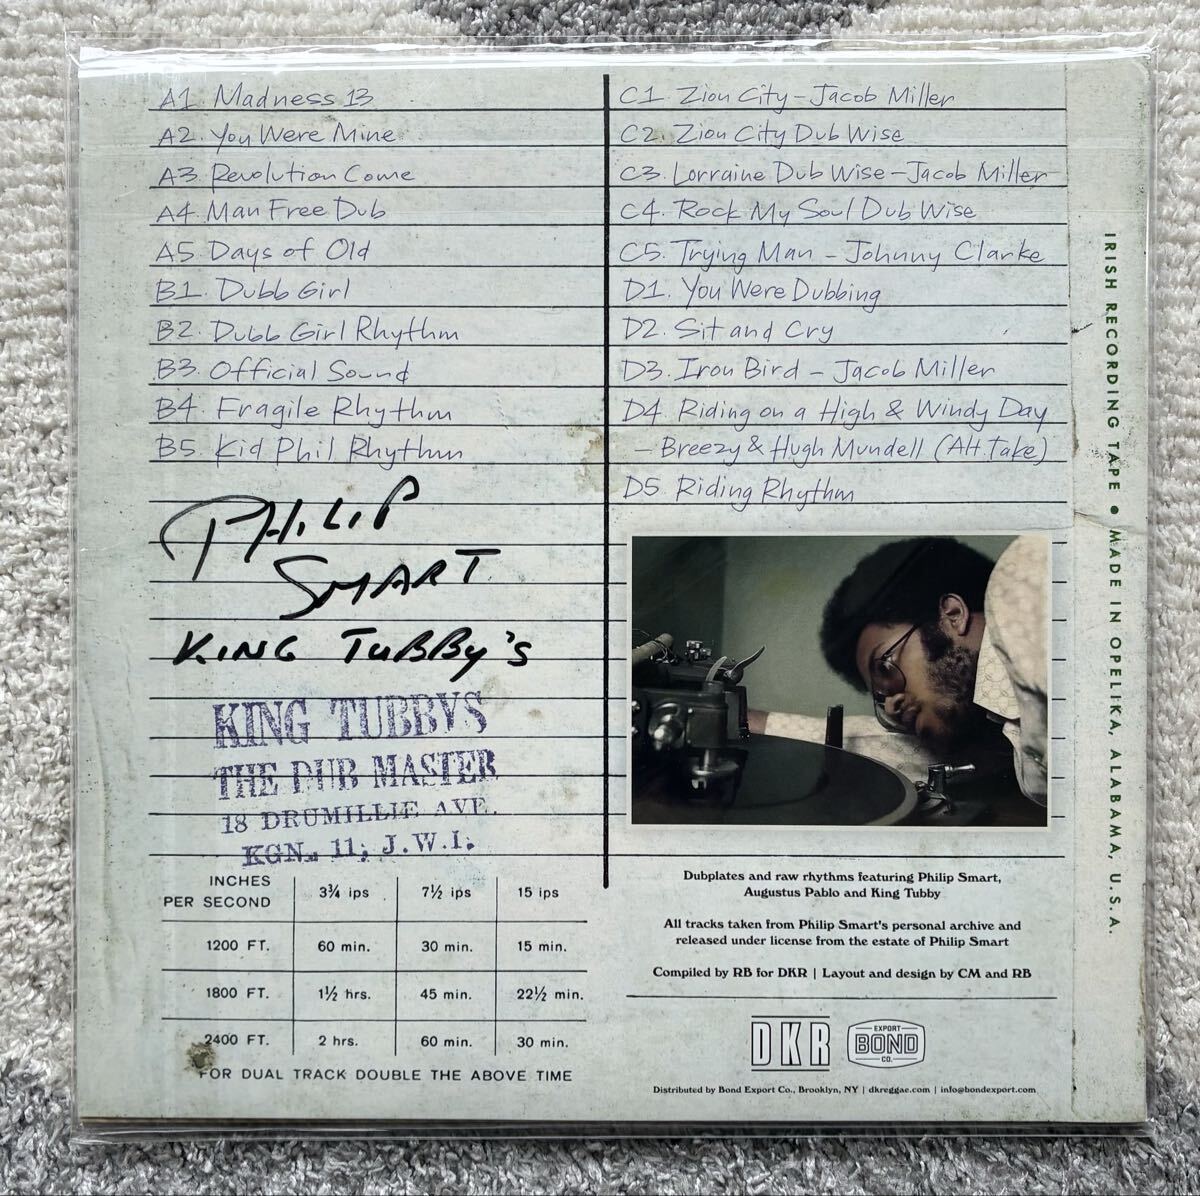 A1. Madness 13
A2. You Were Mine
A3. Revolution Come
A4. Man Free Dub
A5. Days of Old
B1. Dubb Girl
B2. Dubb Girl Rhythm
B3. Official Sound
B4. Fragile Rhythm
B5. Kid Phil Rhythm
C1. Zion City - Jacob Miller
C2. Zion City Dub Wise
C3. Lorraine Dub Wise - Jacob Miller
C4. Rock My Soul Dub Wise
C5. Trying Man - Johnny Clarke
D1. You Were Dubbing
D2. Sit and Cry
D3. Iron Bird - Jacob Miller
D4. Riding on a High & Windy Day
- Breezy & Hugh Mundell (Alt. Take)
D5 Riding Rhythm
PHILIP
SMART
KING TUBBY'S
KING TUBBYS
THE DUB MASTER
18 DRUMILLIE AVE.
KGN. 11, J.W.I.
INCHES PER SECOND 3¾ ips 7½ ips 15 ips
1200 FT. 60 min. 30 min. 15 min.
1800 FT. 1½ hrs. 45 min. 22½ min.
2400 FT. 2 hrs. 60 min. 30 min.
FOR DUAL TRACK DOUBLE THE ABOVE TIME
Dubplates and raw rhythms featuring Philip Smart,
Augustus Pablo and King Tubby
All tracks taken from Philip Smart's personal archive and
released under license from the estate of Philip Smart
Compiled by RB for DKR | Layout and design by CM and RB
DKR
EXPORT
BOND
CO.
Distributed by Bond Export Co., Brooklyn, NY | dkreggae.com | info@bondexport.com
IRISH RECORDING TAPE • MADE IN OPELIKA, ALABAMA, U.S.A.